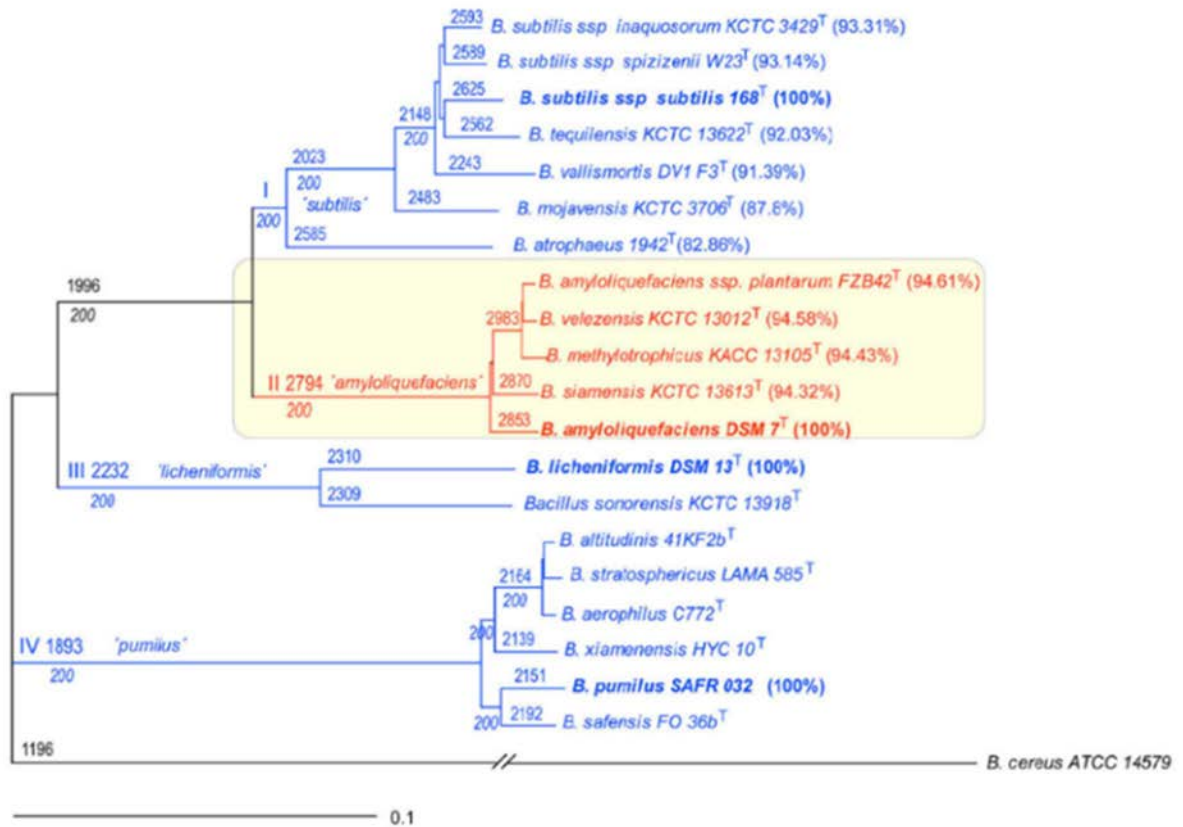 2593
B. subtilis ssp inaquosorum KCTC 3429T (93.31%)
2589
B. subtilis ssp spizizenii W23T (93.14%)
2625
B. subtilis ssp subtilis 168T (100%)
2148
200
2562
B. tequilensis KCTC 13622T (92.03%)
2023
200
2243
B. vallismortis DV1 F3T (91.39%)
I
200
"subtilis"
2483
B. mojavensis KCTC 3706T (87.8%)
2585
B. atrophaeus 1942T (82.86%)
1996
200
B. amyloliquefaciens ssp. plantarum FZB42T (94.61%)
2983
B. velezensis KCTC 13012T (94.58%)
B. methylotrophicus KACC 13105T (94.43%)
II 2794 "amyloliquefaciens"
200
2870
B. siamensis KCTC 13613T (94.32%)
2853
B. amyloliquefaciens DSM 7T (100%)
III 2232 "licheniformis"
200
2310
B. licheniformis DSM 13T (100%)
2309
Bacillus sonorensis KCTC 13918T
B. altitudinis 41KF2bT
2164
200
B. stratosphericus LAMA 585T
B. aerophilus C772T
IV 1893 "pumilus"
200
200
2139
B. xiamenensis HYC 10T
2151
B. pumilus SAFR 032 (100%)
200
2192
B. safensis FO 36bT
1196
B. cereus ATCC 14579
0.1